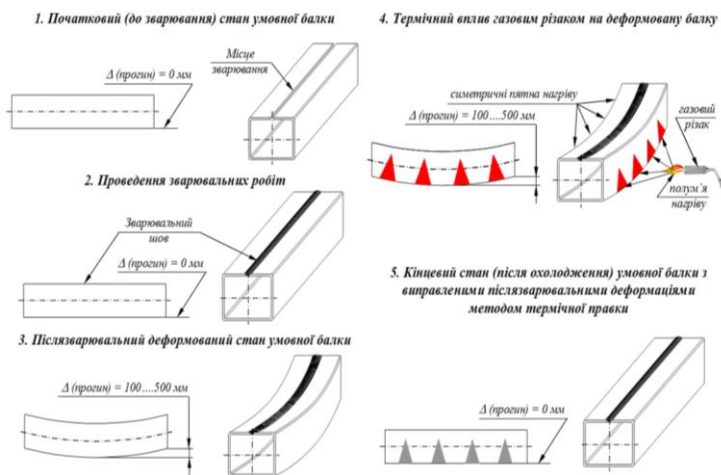 1. Початковий (до зварювання) стан умовної балки
Δ (прогин) = 0 мм
Місце
зварювання
2. Проведення зварювальних робіт
Зварювальний
шов
Δ (прогин) = 0 мм
3. Післязварювальний деформований стан умовної балки
Δ (прогин) = 100....500 мм
4. Термічний вплив газовим різаком на деформовану балку
симетричні пятна нагріву
Δ (прогин) = 100....500 мм
газовий
різак
полум'я
нагріву
5. Кінцевий стан (після охолодження) умовної балки з
виправленими післязварювальними деформаціями
методом термічної правки
Δ (прогин) = 0 мм